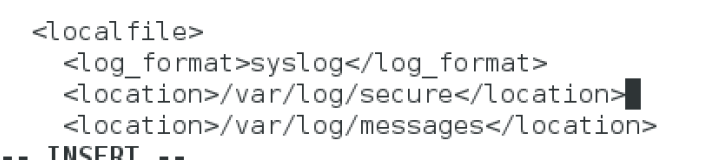 <localfile>
<log_format>syslog</log_format>
<location>/var/log/secure</location>
<location>/var/log/messages</location>
-- INSERT --